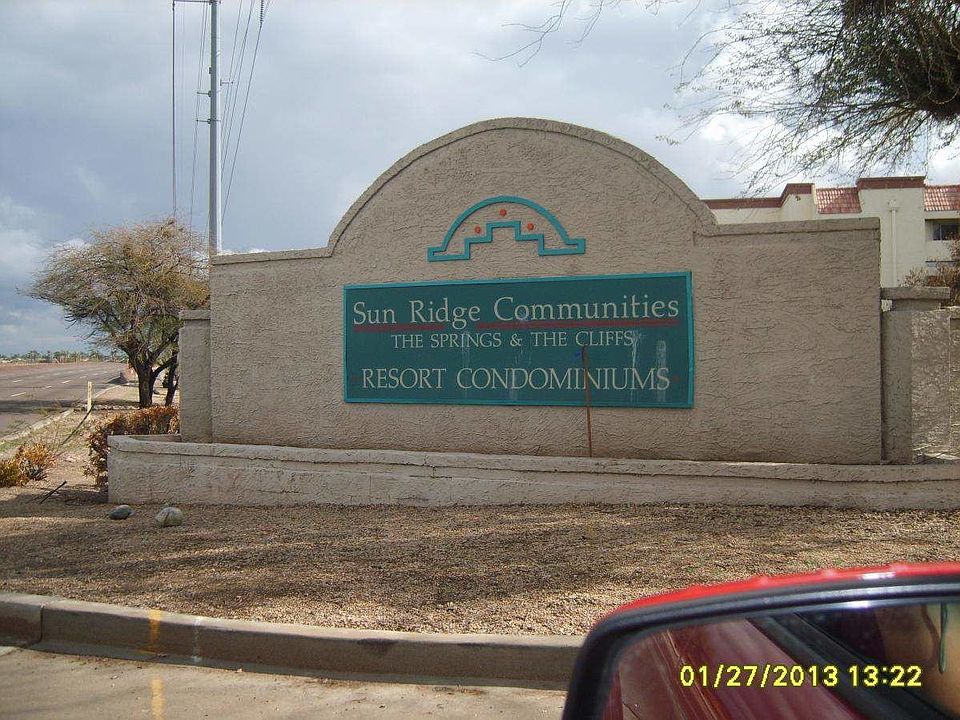 Sun Ridge Communities
THE SPRINGS & THE CLIFFS
RESORT CONDOMINIUMS
01/27/2013 13:22